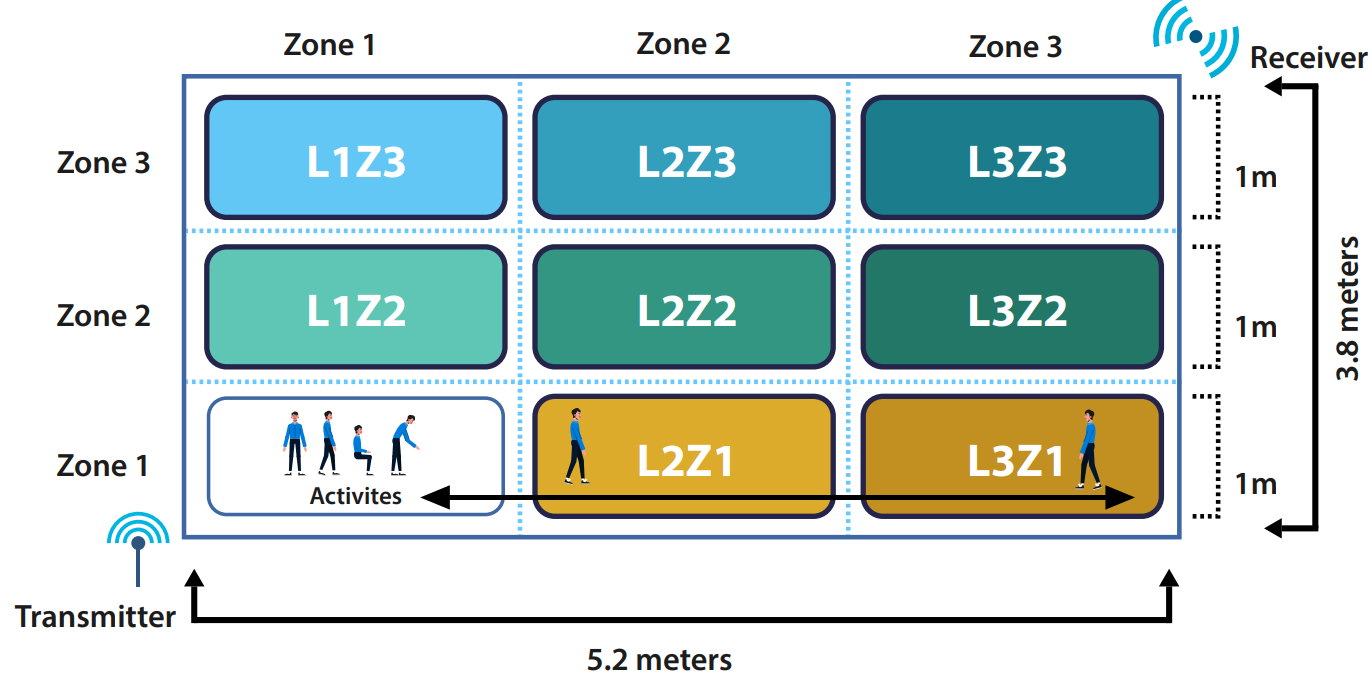 Zone 1
Zone 2
Zone 3
Receiver
Zone 3
L1Z3
L2Z3
L3Z3
1m
Zone 2
L1Z2
L2Z2
L3Z2
1m
3.8 meters
Zone 1
Activites
L2Z1
L3Z1
1m
Transmitter
5.2 meters